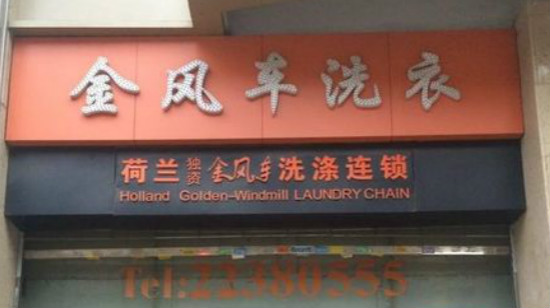 金风车洗衣
荷兰独资金风车洗涤连锁
Holland Golden-Windmill LAUNDRY CHAIN
Tel:22380555